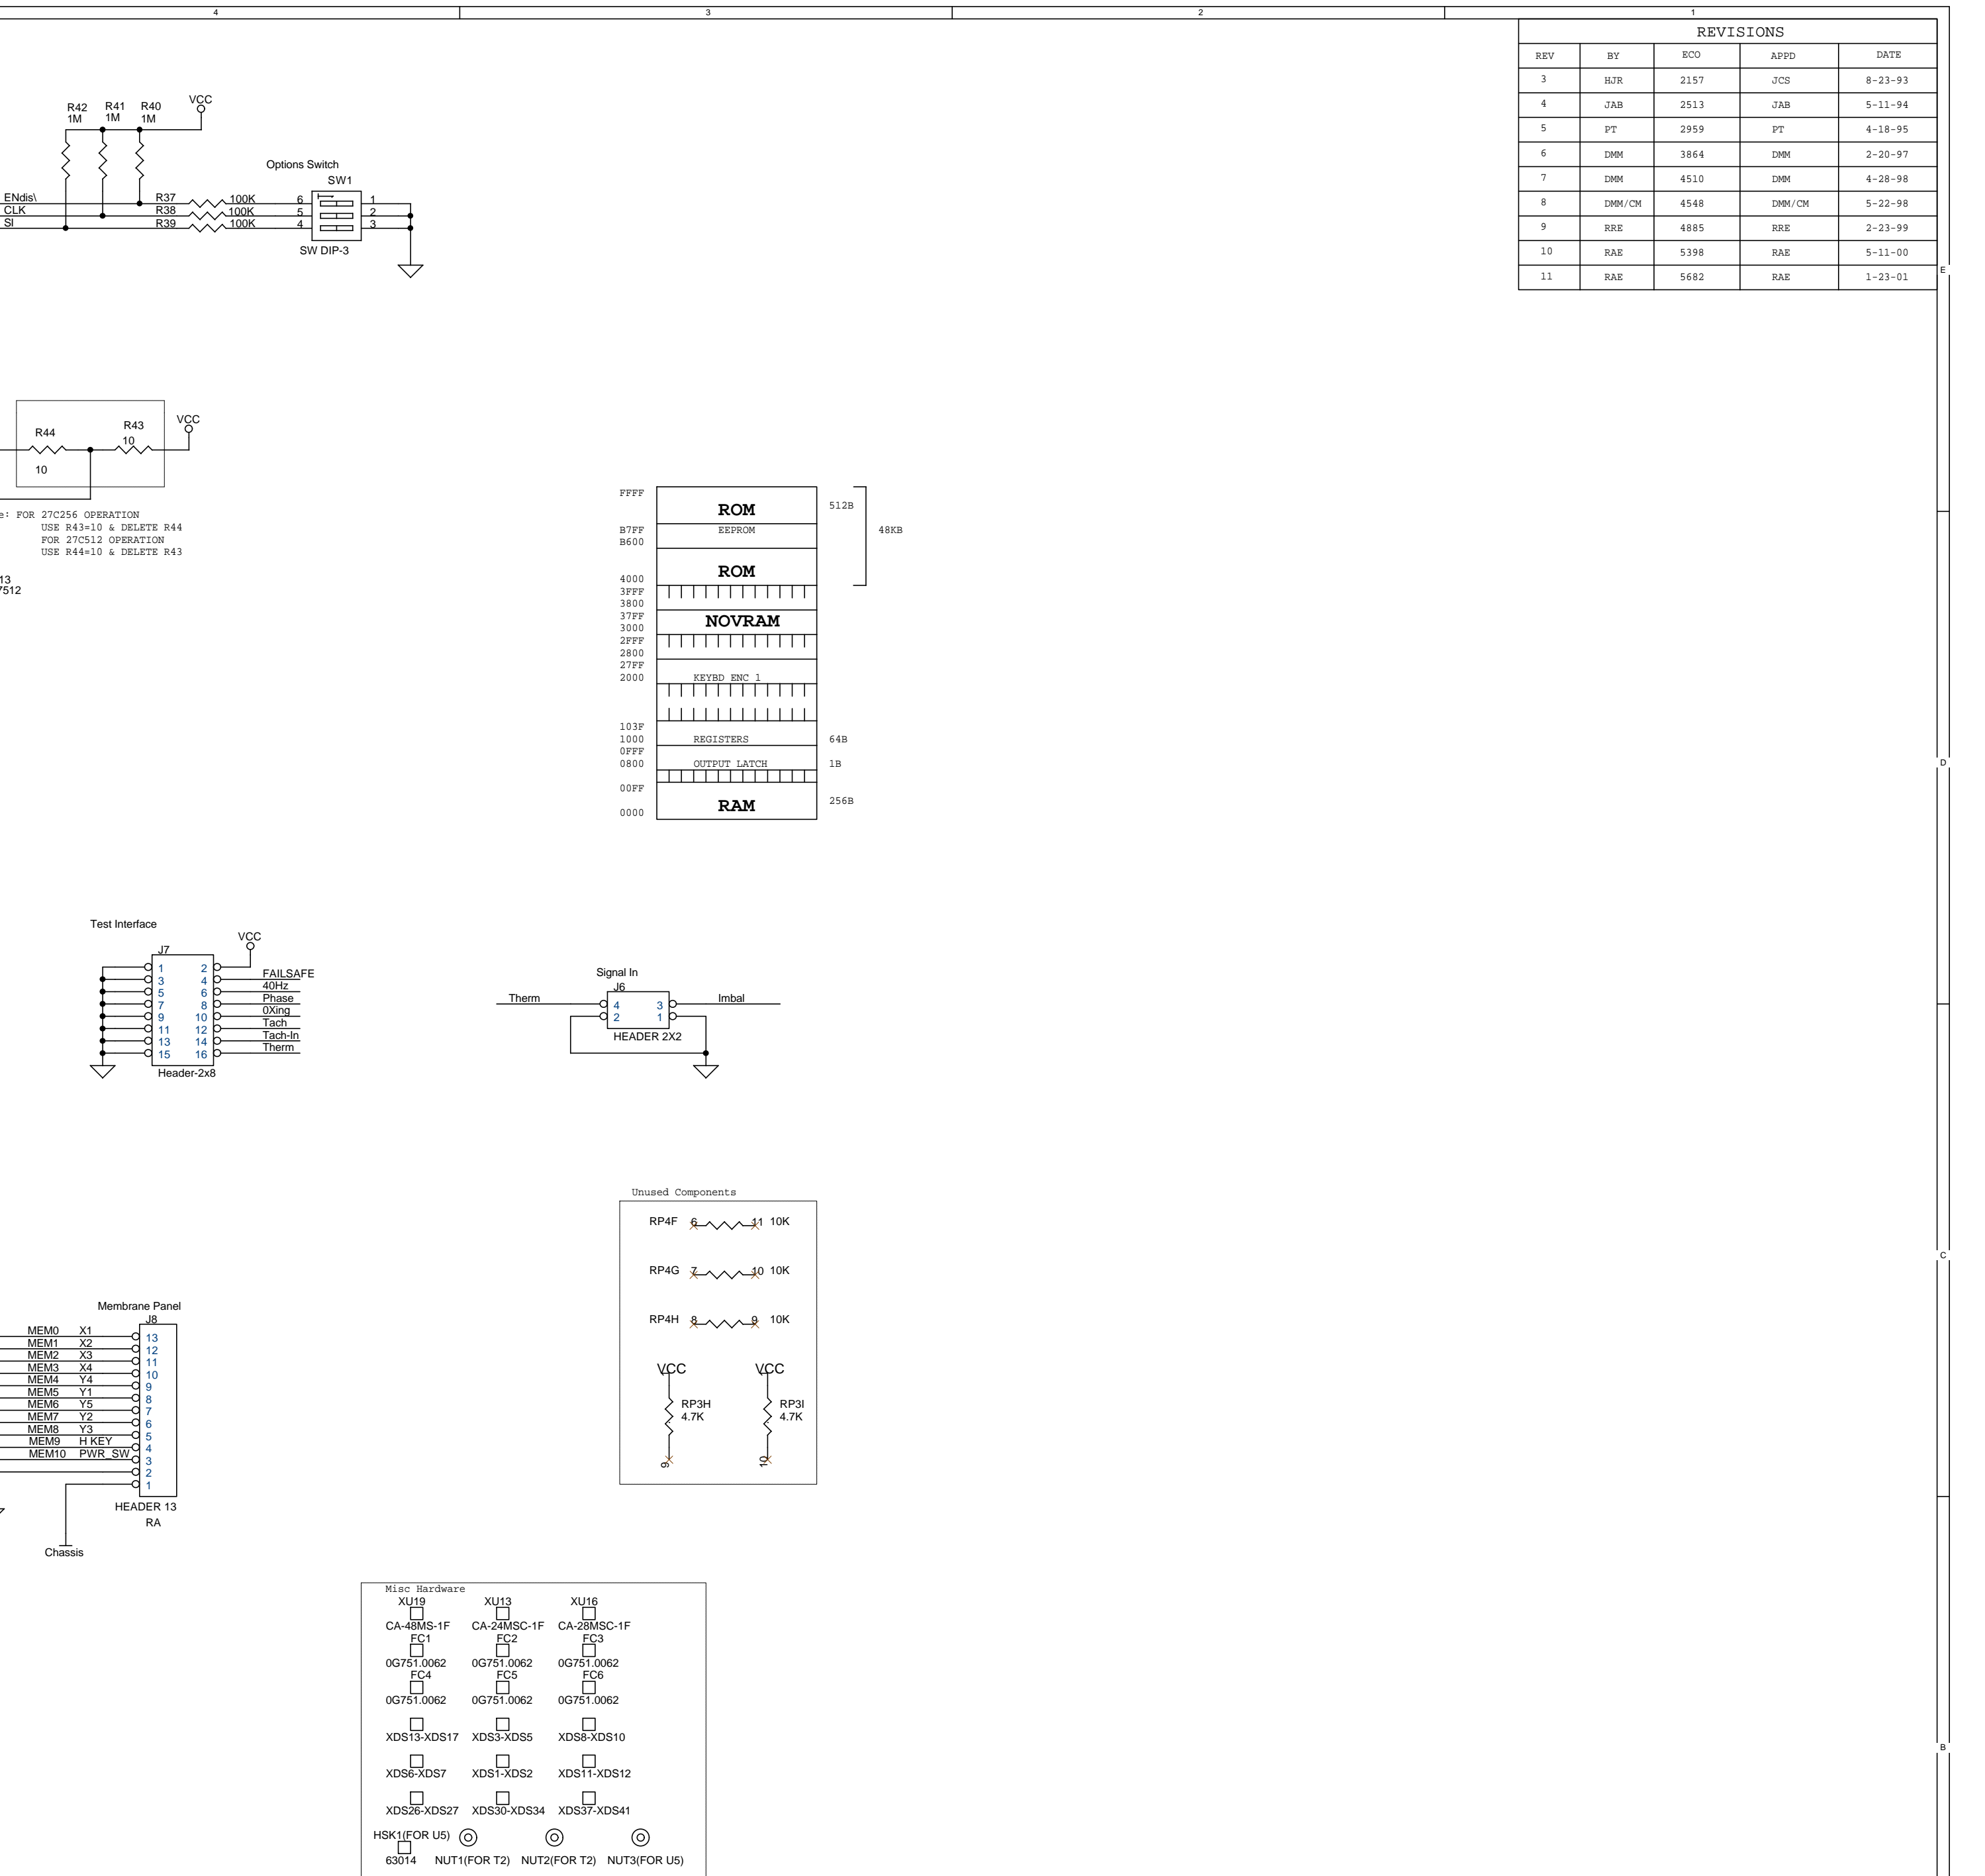 4 3 2 1
REVISIONS
REV BY ECO APPD DATE
3 HJR 2157 JCS 8-23-93
4 JAB 2513 JAB 5-11-94
5 PT 2959 PT 4-18-95
6 DMM 3864 DMM 2-20-97
7 DMM 4510 DMM 4-28-98
8 DMM/CM 4548 DMM/CM 5-22-98
9 RRE 4885 RRE 2-23-99
10 RAE 5398 RAE 5-11-00
11 RAE 5682 RAE 1-23-01
E
R42 R41 R40 VCC
1M 1M 1M
Options Switch
SW1
ENdis\ R37 100K 6 1
CLK R38 100K 5 2
SI R39 100K 4 3
SW DIP-3
R44 R43 VCC
10
10
e: FOR 27C256 OPERATION
USE R43=10 & DELETE R44
FOR 27C512 OPERATION
USE R44=10 & DELETE R43
13
7512
FFFF
ROM 512B
B7FF EEPROM 48KB
B600
ROM
4000
3FFF
3800
37FF
NOVRAM
3000
2FFF
2800
27FF
2000 KEYBD ENC 1
103F
1000 REGISTERS 64B
0FFF
0800 OUTPUT LATCH 1B
00FF
RAM 256B
0000
D
Test Interface
VCC
J7
1 2
3 4 FAILSAFE
5 6 40Hz
7 8 Phase
9 10 0Xing
11 12 Tach
13 14 Tach-In
15 16 Therm
Header-2x8
Signal In
J6
Therm 4 3 Imbal
2 1
HEADER 2X2
Unused Components
RP4F 6 11 10K
RP4G 7 10 10K
RP4H 8 9 10K
VCC VCC
1 1
RP3H RP3I
4.7K 4.7K
9 10
C
Membrane Panel
J8
MEM0 X1 13
MEM1 X2 12
MEM2 X3 11
MEM3 X4 10
MEM4 Y4 9
MEM5 Y1 8
MEM6 Y5 7
MEM7 Y2 6
MEM8 Y3 5
MEM9 H KEY 4
MEM10 PWR_SW 3
2
1
HEADER 13
RA
Chassis
Misc Hardware
XU19 XU13 XU16
CA-48MS-1F CA-24MSC-1F CA-28MSC-1F
FC1 FC2 FC3
0G751.0062 0G751.0062 0G751.0062
FC4 FC5 FC6
0G751.0062 0G751.0062 0G751.0062
XDS13-XDS17 XDS3-XDS5 XDS8-XDS10
XDS6-XDS7 XDS1-XDS2 XDS11-XDS12
XDS26-XDS27 XDS30-XDS34 XDS37-XDS41
HSK1(FOR U5)
63014 NUT1(FOR T2) NUT2(FOR T2) NUT3(FOR U5)
B